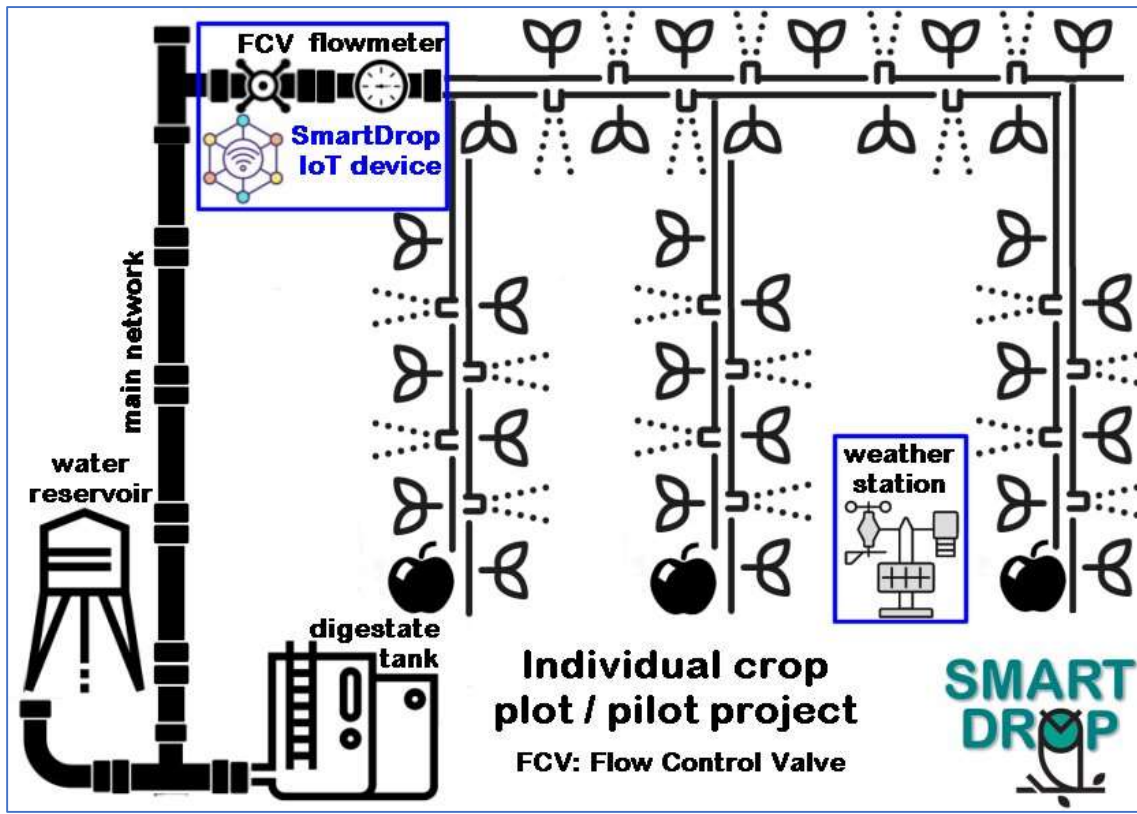 FCV flowmeter
SmartDrop
IoT device
main network
water
reservoir
digestate
tank
weather
station
Individual crop
plot / pilot project
FCV: Flow Control Valve
SMART
DROP